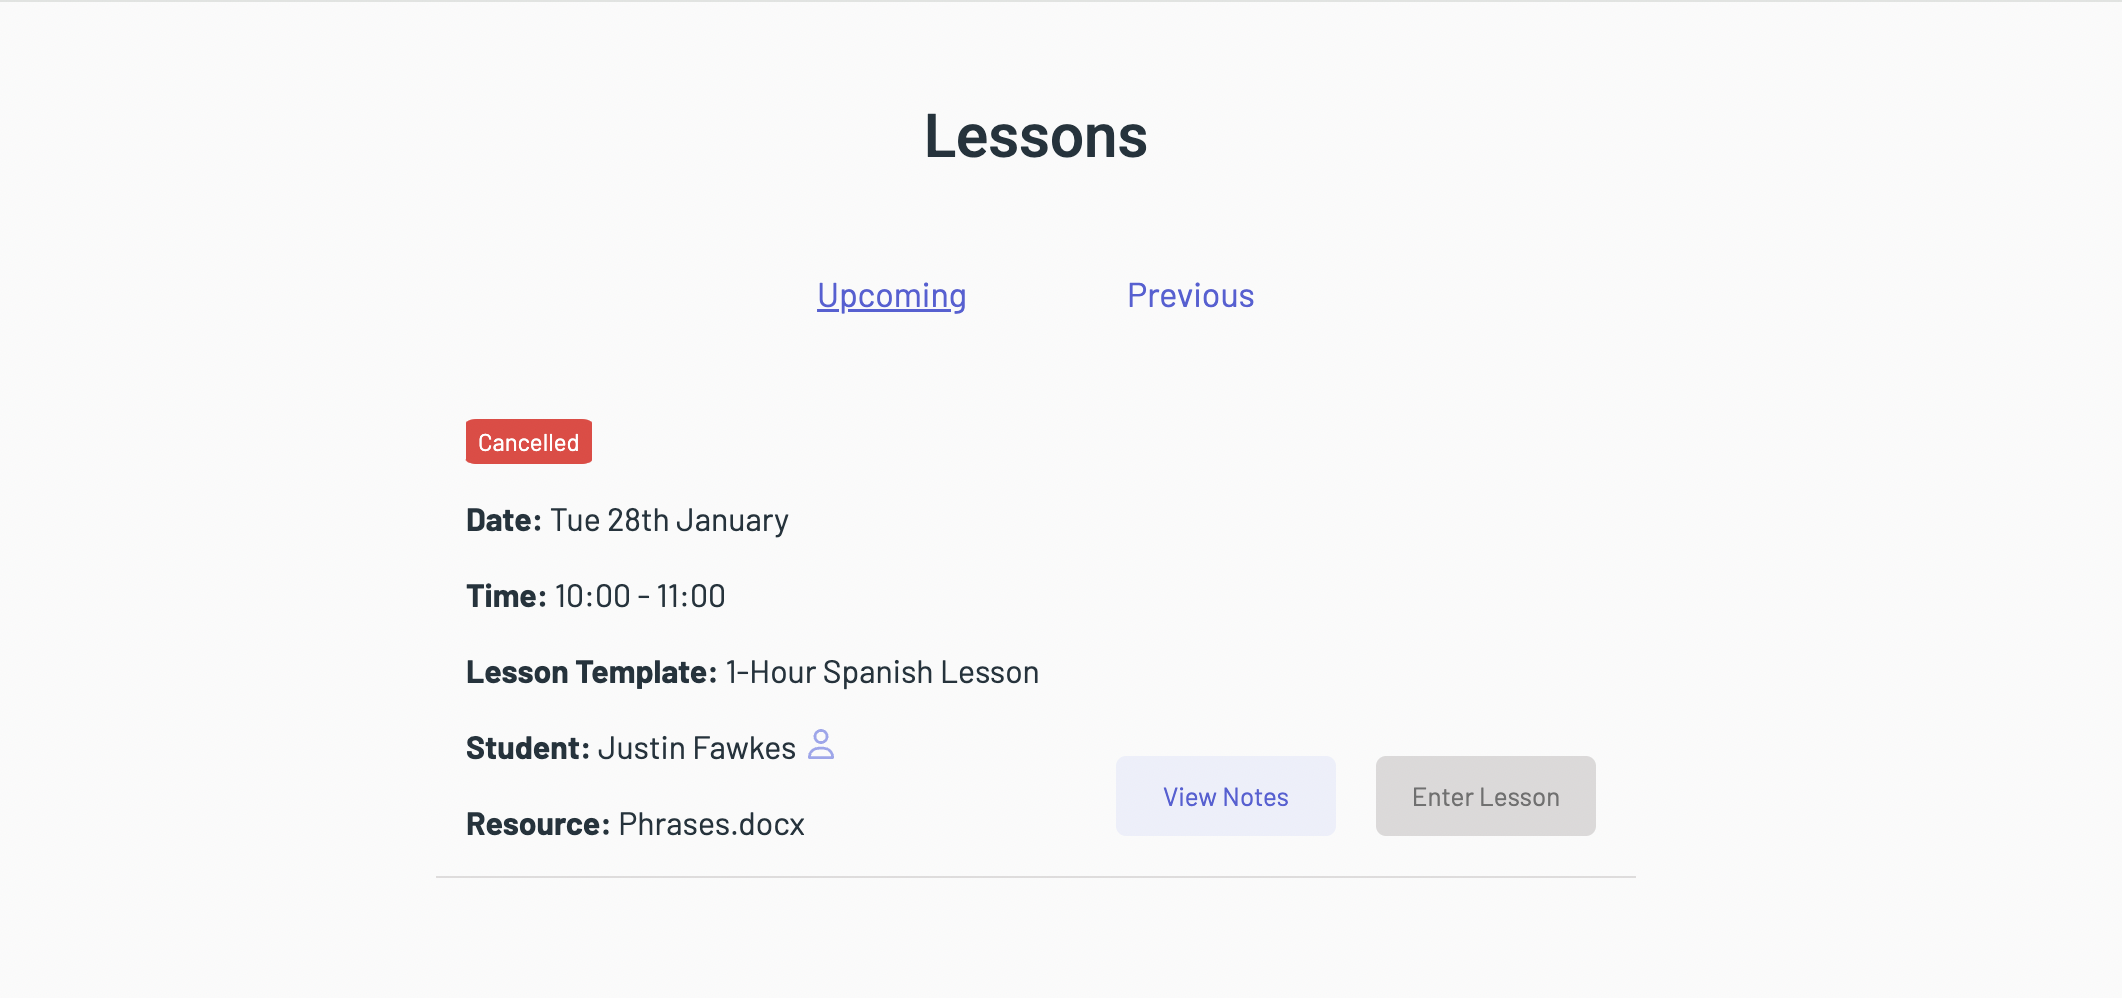 Lessons
Upcoming Previous
Cancelled
Date: Tue 28th January
Time: 10:00 - 11:00
Lesson Template: 1-Hour Spanish Lesson
Student: Justin Fawkes
Resource: Phrases.docx
View Notes Enter Lesson